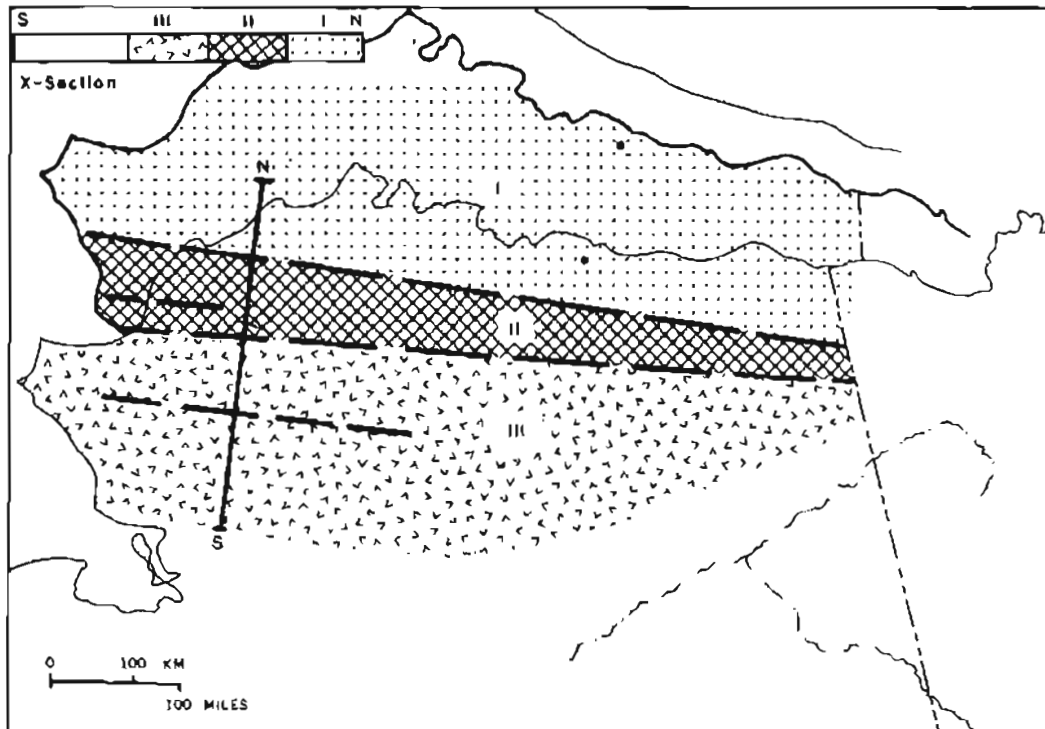 S III II I N
X-Section
N
I
II
III
S
0 100 KM
100 MILES